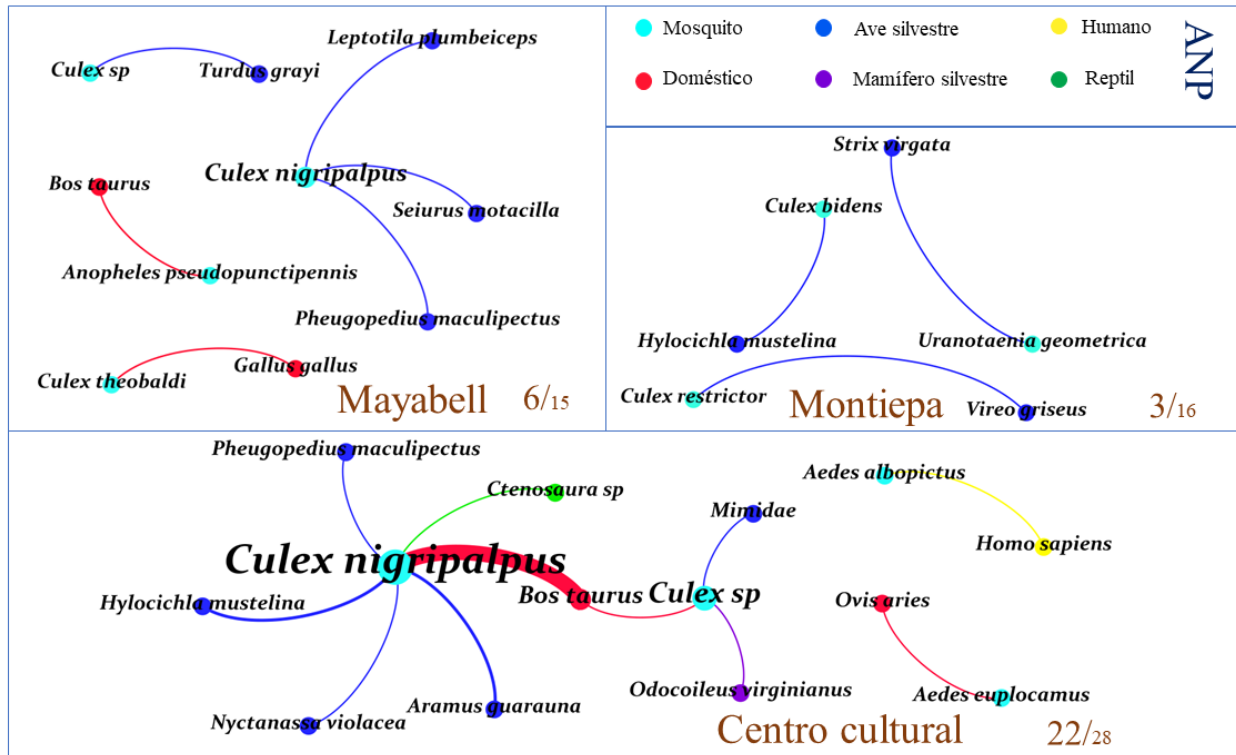 Leptotila plumbeiceps
Culex sp
Turdus grayi
Culex nigripalpus
Bos taurus
Seiurus motacilla
Anopheles pseudopunctipennis
Pheugopedius maculipectus
Gallus gallus
Culex theobaldi
Mayabell 6/15
Mosquito
Ave silvestre
Humano
Doméstico
Mamífero silvestre
Reptil
ANP
Strix virgata
Culex bidens
Hylocichla mustelina
Uranotaenia geometrica
Culex restrictor
Vireo griseus
Montiepa 3/16
Pheugopedius maculipectus
Ctenosaura sp
Aedes albopictus
Mimidae
Homo sapiens
Culex nigripalpus
Bos taurus
Culex sp
Hylocichla mustelina
Ovis aries
Odocoileus virginianus
Aedes euplocamus
Aramus guarauna
Nyctanassa violacea
Centro cultural 22/28